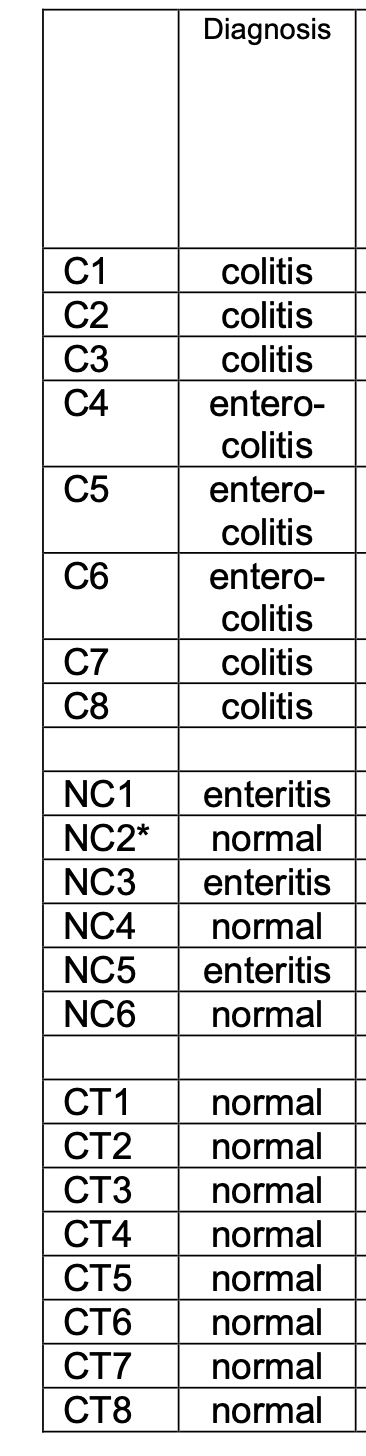 Diagnosis
C1 colitis
C2 colitis
C3 colitis
C4 entero-
colitis
C5 entero-
colitis
C6 entero-
colitis
C7 colitis
C8 colitis
NC1 enteritis
NC2* normal
NC3 enteritis
NC4 normal
NC5 enteritis
NC6 normal
CT1 normal
CT2 normal
CT3 normal
CT4 normal
CT5 normal
CT6 normal
CT7 normal
CT8 normal